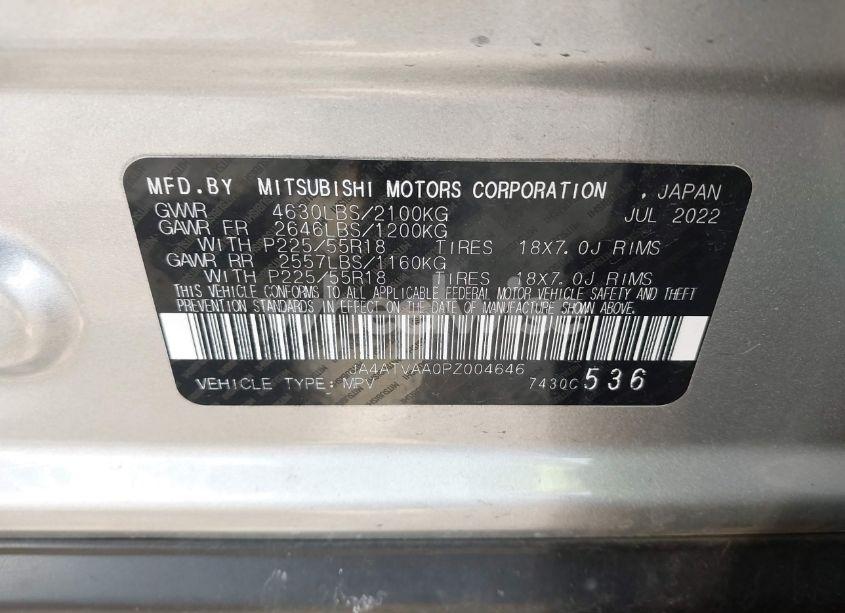 MFD.BY MITSUBISHI MOTORS CORPORATION , JAPAN
GVWR 4630LBS/2100KG JUL 2022
GAWR FR 2646LBS/1200KG
WITH P225/55R18 TIRES 18X7.0J RIMS
GAWR RR 2557LBS/1160KG
WITH P225/55R18 TIRES 18X7.0J RIMS
THIS VEHICLE CONFORMS TO ALL APPLICABLE FEDERAL MOTOR VEHICLE SAFETY AND THEFT
PREVENTION STANDARDS IN EFFECT ON THE DATE OF MANUFACTURE SHOWN ABOVE.
JA4ATVAA0PZ004646
VEHICLE TYPE: MPV 7430C 536